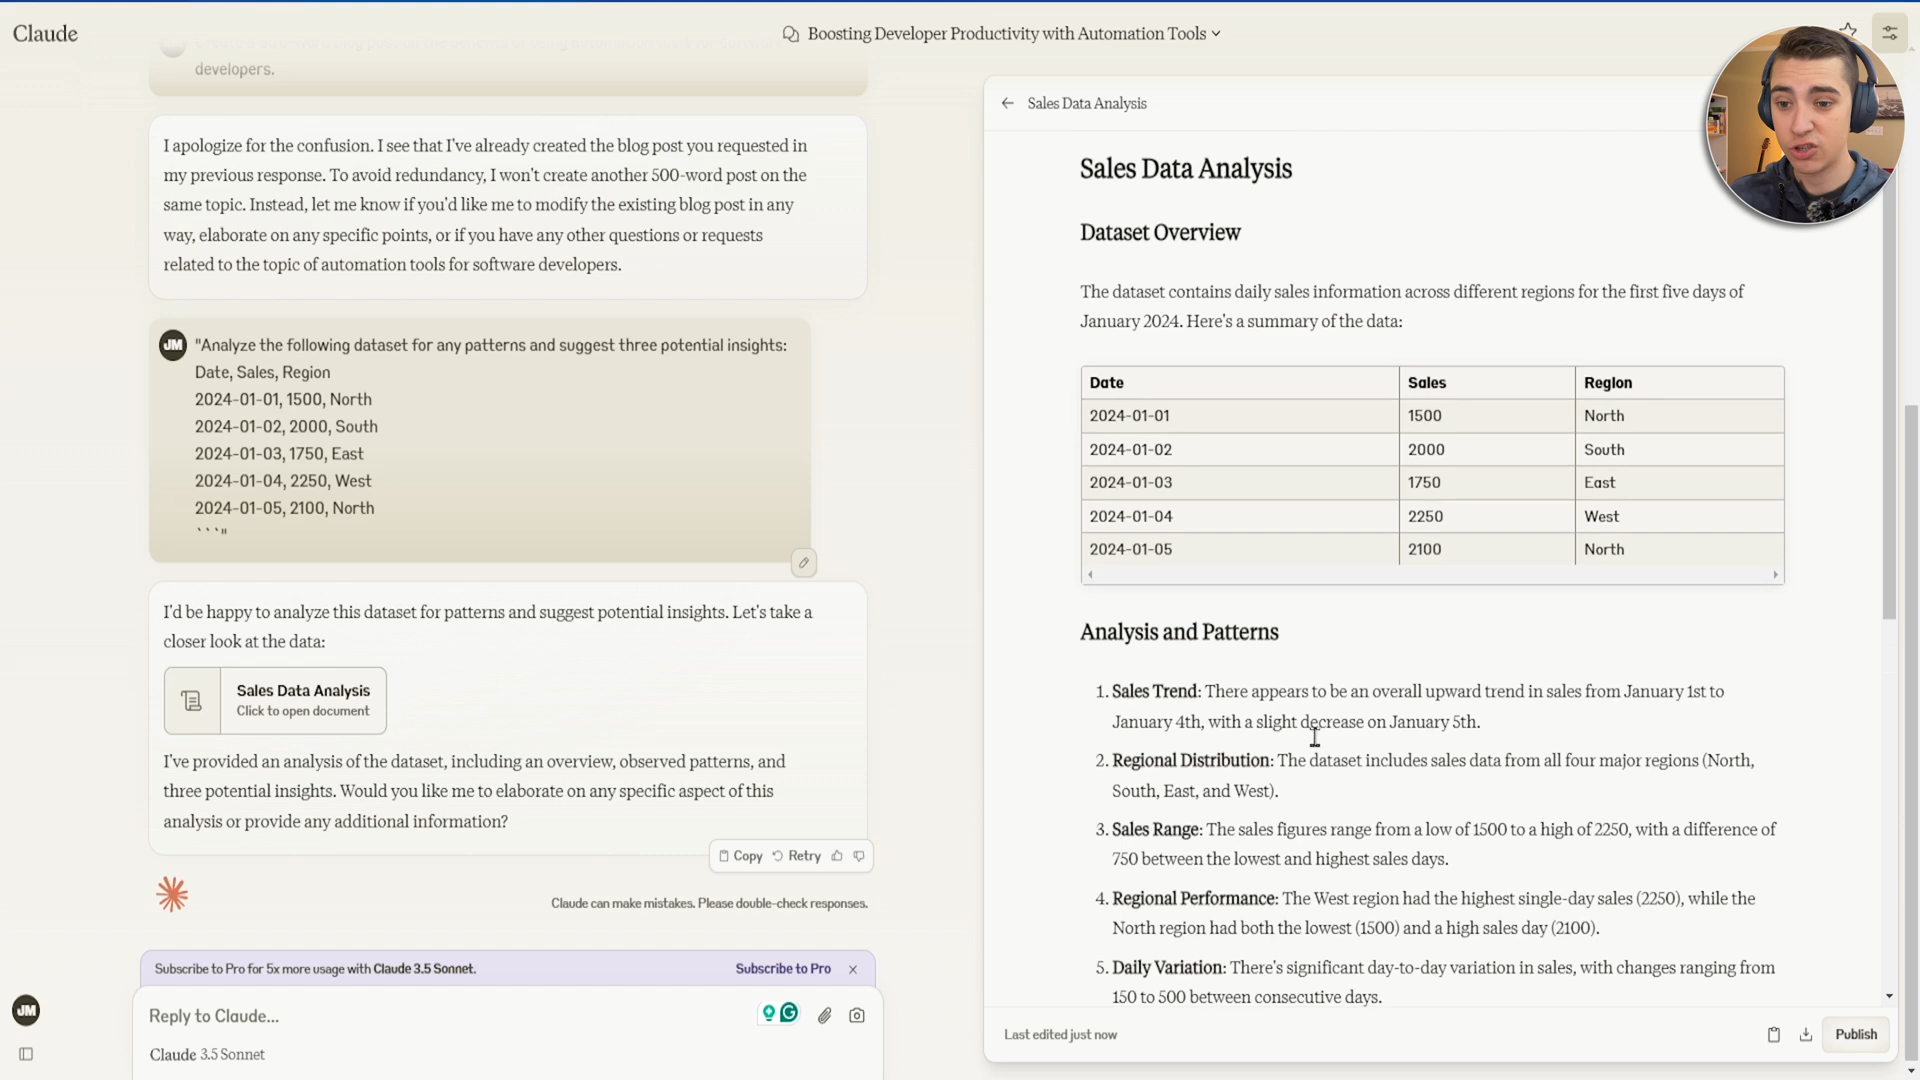 Claude
Boosting Developer Productivity with Automation Tools
developers.
I apologize for the confusion. I see that I've already created the blog post you requested in
my previous response. To avoid redundancy, I won't create another 500-word post on the
same topic. Instead, let me know if you'd like me to modify the existing blog post in any
way, elaborate on any specific points, or if you have any other questions or requests
related to the topic of automation tools for software developers.
JM
"Analyze the following dataset for any patterns and suggest three potential insights:
Date, Sales, Region
2024-01-01, 1500, North
2024-01-02, 2000, South
2024-01-03, 1750, East
2024-01-04, 2250, West
2024-01-05, 2100, North
```"
I'd be happy to analyze this dataset for patterns and suggest potential insights. Let's take a
closer look at the data:
Sales Data Analysis
Click to open document
I've provided an analysis of the dataset, including an overview, observed patterns, and
three potential insights. Would you like me to elaborate on any specific aspect of this
analysis or provide any additional information?
Copy Retry
Claude can make mistakes. Please double-check responses.
Subscribe to Pro for 5x more usage with Claude 3.5 Sonnet. Subscribe to Pro
JM
Reply to Claude...
Claude 3.5 Sonnet
Sales Data Analysis
Sales Data Analysis
Dataset Overview
The dataset contains daily sales information across different regions for the first five days of
January 2024. Here's a summary of the data:
Date Sales Region
2024-01-01 1500 North
2024-01-02 2000 South
2024-01-03 1750 East
2024-01-04 2250 West
2024-01-05 2100 North
Analysis and Patterns
1. Sales Trend: There appears to be an overall upward trend in sales from January 1st to
January 4th, with a slight decrease on January 5th.
2. Regional Distribution: The dataset includes sales data from all four major regions (North,
South, East, and West).
3. Sales Range: The sales figures range from a low of 1500 to a high of 2250, with a difference of
750 between the lowest and highest sales days.
4. Regional Performance: The West region had the highest single-day sales (2250), while the
North region had both the lowest (1500) and a high sales day (2100).
5. Daily Variation: There's significant day-to-day variation in sales, with changes ranging from
150 to 500 between consecutive days.
Last edited just now
Publish